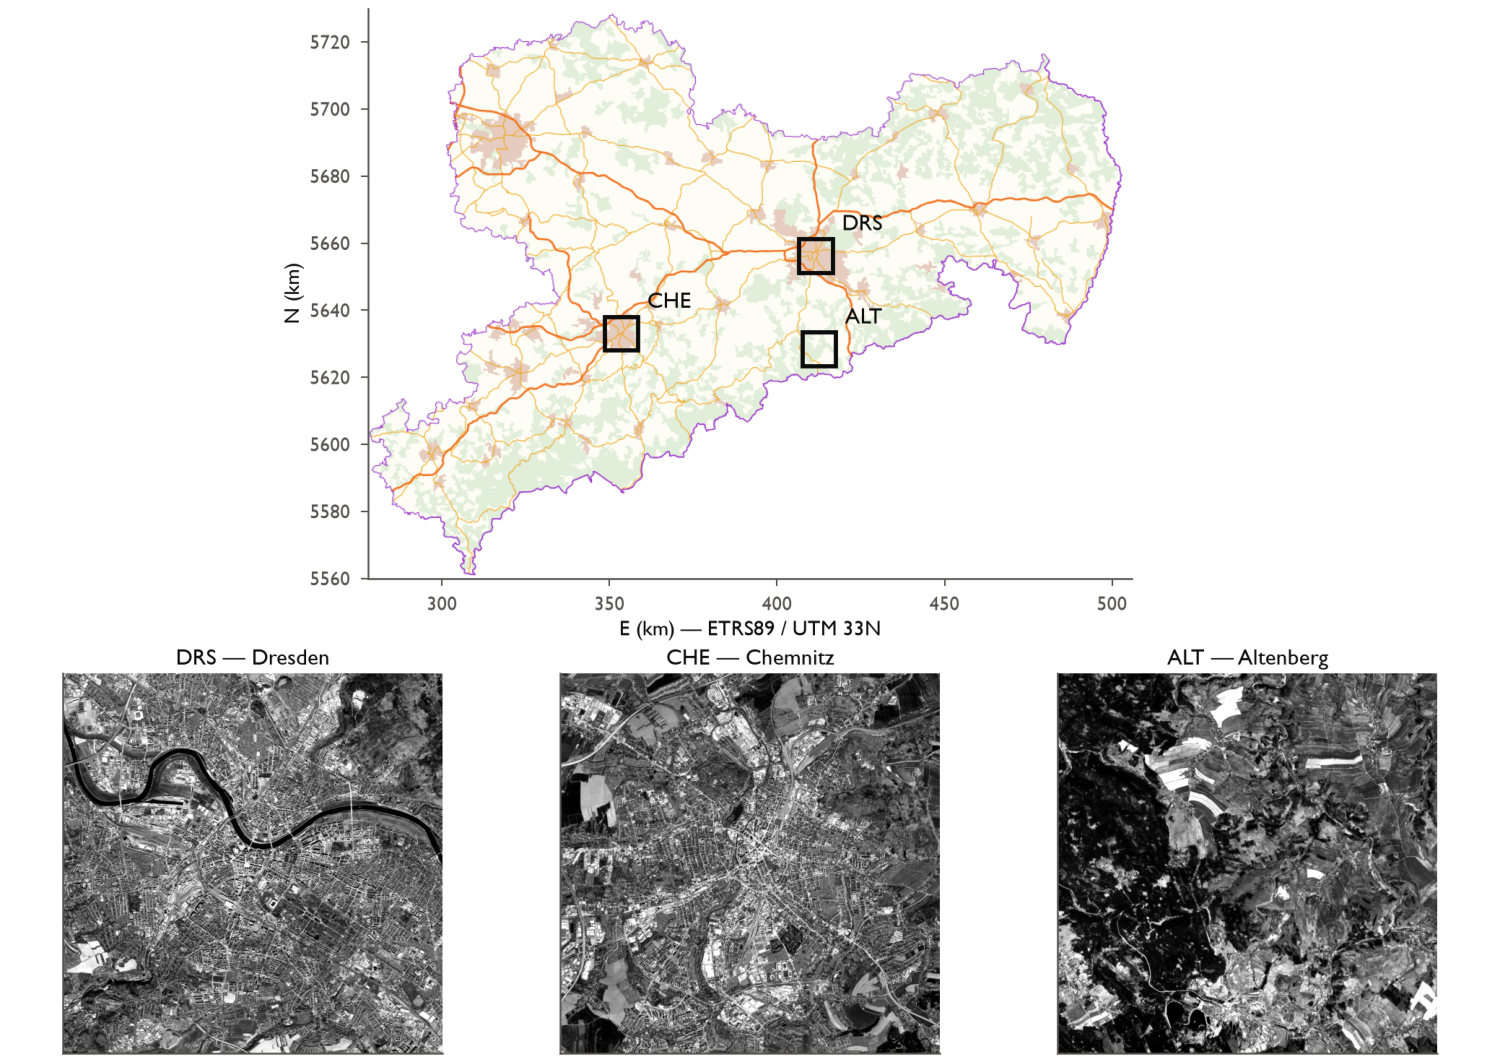 5720
5700
5680
5660
5640
5620
5600
5580
5560
N (km)
DRS
CHE
ALT
300 350 400 450 500
E (km) — ETRS89 / UTM 33N
DRS — Dresden
CHE — Chemnitz
ALT — Altenberg